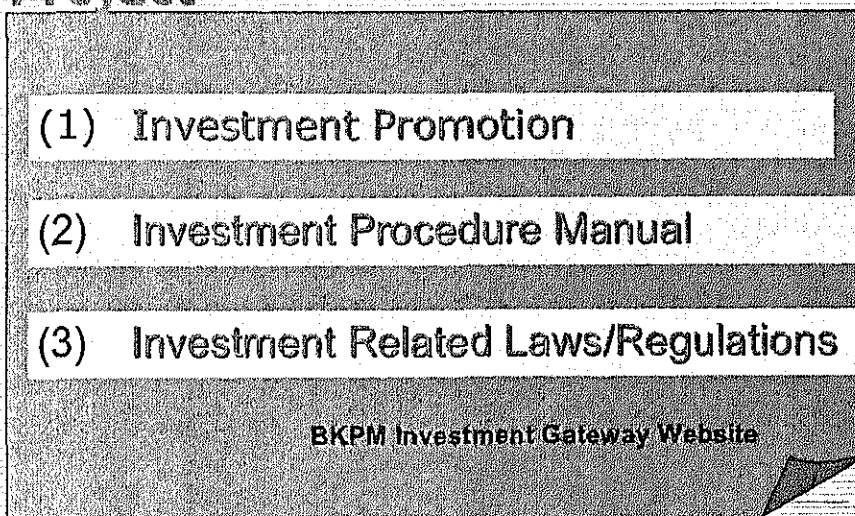 (1) Investment Promotion
(2) Investment Procedure Manual
(3) Investment Related Laws/Regulations
BKPM Investment Gateway Website